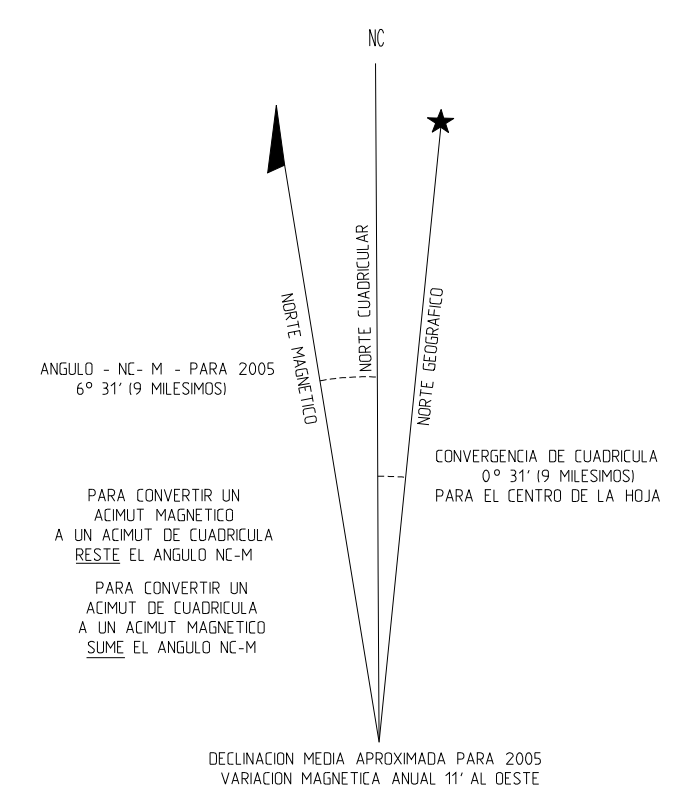 NC
NORTE MAGNETICO
NORTE CUADRICULAR
NORTE GEOGRAFICO
ANGULO - NC- M - PARA 2005
6° 31' (9 MILESIMOS)
CONVERGENCIA DE CUADRICULA
0° 31' (9 MILESIMOS)
PARA EL CENTRO DE LA HOJA
PARA CONVERTIR UN
ACIMUT MAGNETICO
A UN ACIMUT DE CUADRICULA
RESTE EL ANGULO NC-M
PARA CONVERTIR UN
ACIMUT DE CUADRICULA
A UN ACIMUT MAGNETICO
SUME EL ANGULO NC-M
DECLINACION MEDIA APROXIMADA PARA 2005
VARIACION MAGNETICA ANUAL 11' AL OESTE